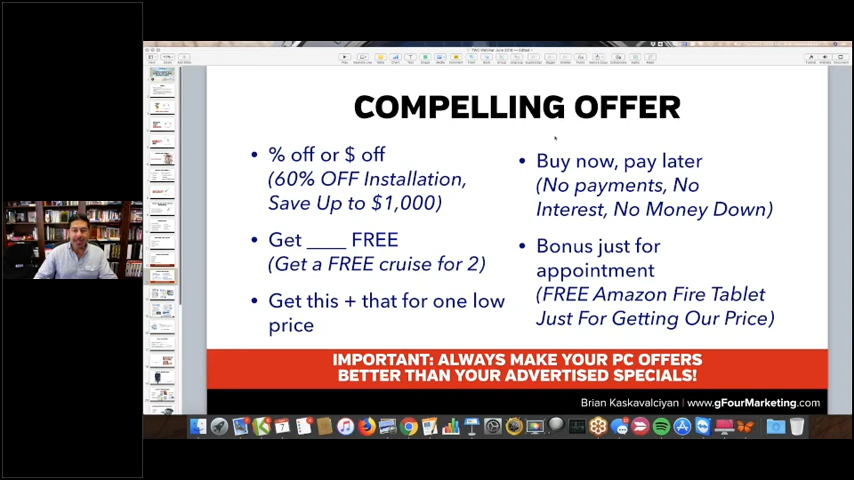 COMPELLING OFFER
• % off or $ off
(60% OFF Installation,
Save Up to $1,000)
• Get ____ FREE
(Get a FREE cruise for 2)
• Get this + that for one low
price
• Buy now, pay later
(No payments, No
Interest, No Money Down)
• Bonus just for
appointment
(FREE Amazon Fire Tablet
Just For Getting Our Price)
IMPORTANT: ALWAYS MAKE YOUR PC OFFERS
BETTER THAN YOUR ADVERTISED SPECIALS!
Brian Kaskavalciyan | www.gFourMarketing.com